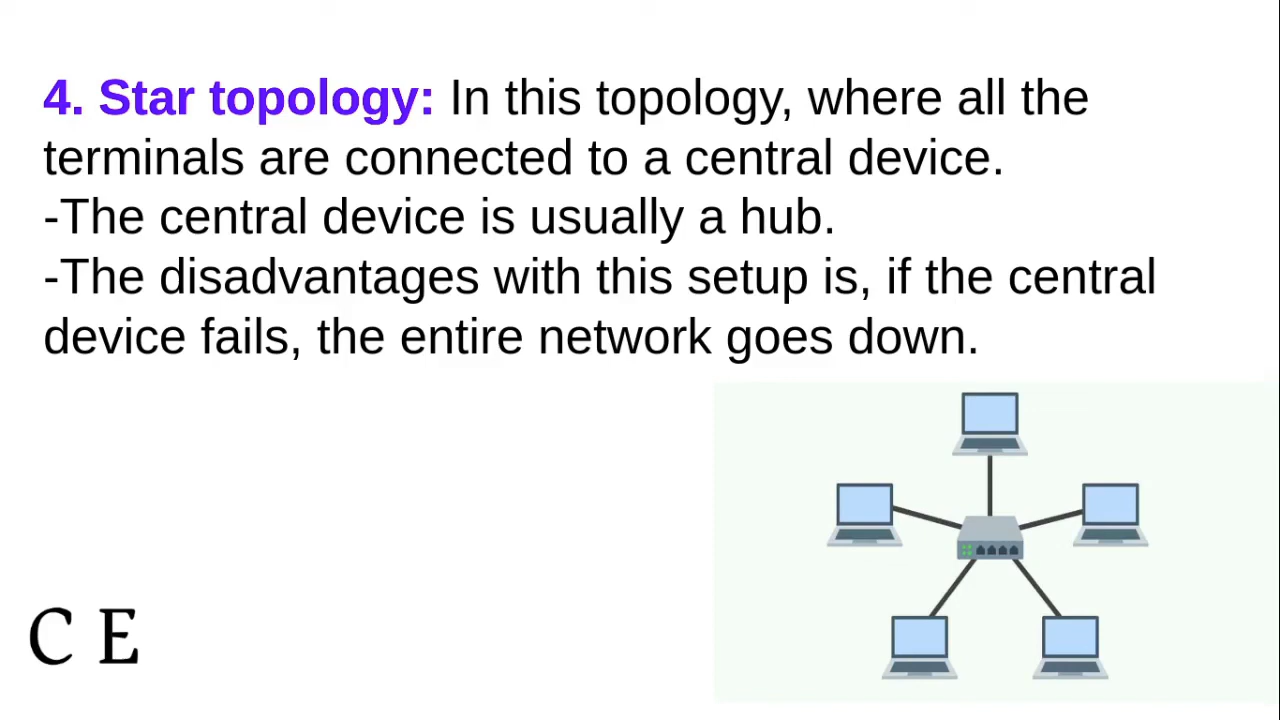 4. Star topology: In this topology, where all the
terminals are connected to a central device.
-The central device is usually a hub.
-The disadvantages with this setup is, if the central
device fails, the entire network goes down.
C E